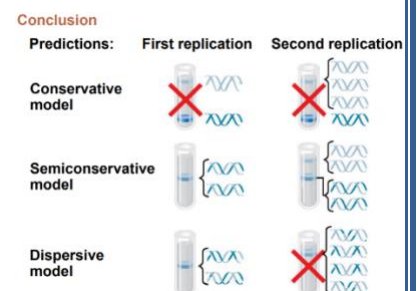 Conclusion
Predictions: First replication Second replication
Conservative
model
Semiconservative
model
Dispersive
model